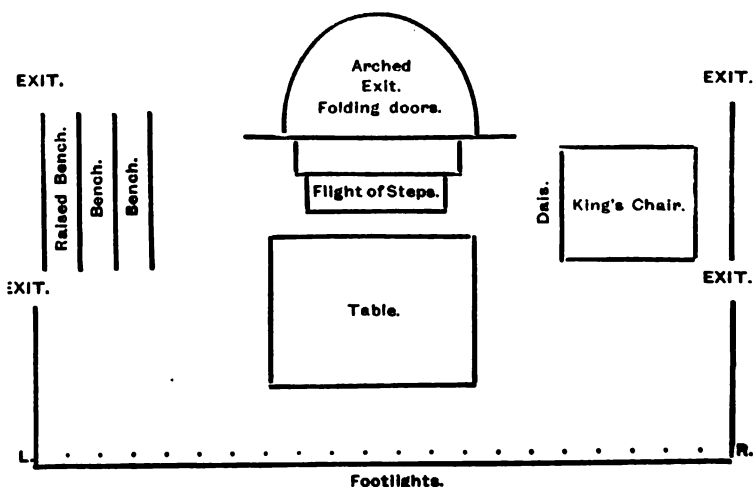 EXIT.
Arched
Exit.
Folding doors.
EXIT.
Raised Bench.
Bench.
Bench.
Flight of Steps.
Dais.
King's Chair.
EXIT.
EXIT.
Table.
L.
R.
Footlights.